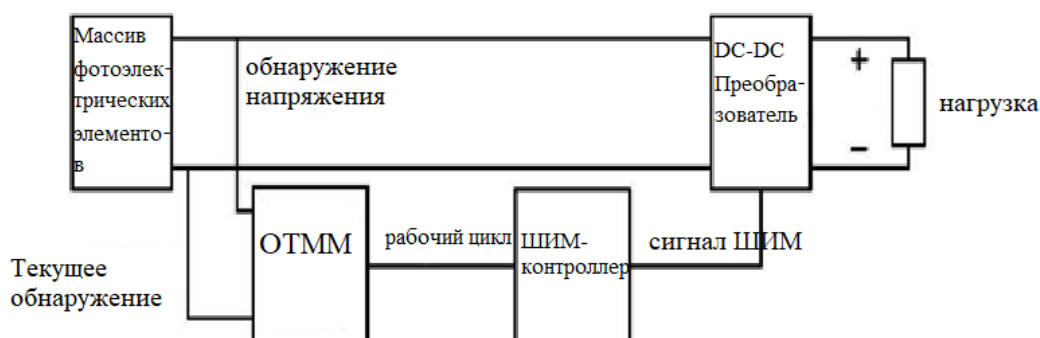 Массив
фотоэлек-
трических
элементо-
в
обнаружение
напряжения
DC-DC
Преобра-
зователь
+
−
нагрузка
ОТММ
рабочий цикл
ШИМ-
контроллер
сигнал ШИМ
Текущее
обнаружение